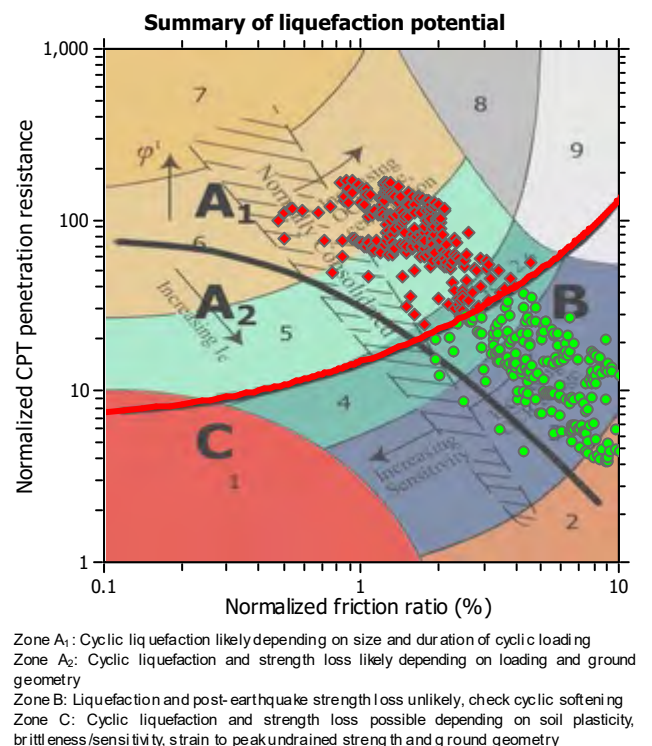 Summary of liquefaction potential
1,000
7
8
9
φ'
A1
Normally Consolidated
Increasing
100
6
A2
Increasing Ic
5
B
10
4
C
1
Increasing
Sensitivity
2
1
0.1
1
10
Normalized CPT penetration resistance
Normalized friction ratio (%)
Zone A1: Cyclic liquefaction likely depending on size and duration of cyclic loading
Zone A2: Cyclic liquefaction and strength loss likely depending on loading and ground
geometry
Zone B: Liquefaction and post-earthquake strength loss unlikely, check cyclic softening
Zone C: Cyclic liquefaction and strength loss possible depending on soil plasticity,
brittleness/sensitivity, strain to peak undrained strength and ground geometry